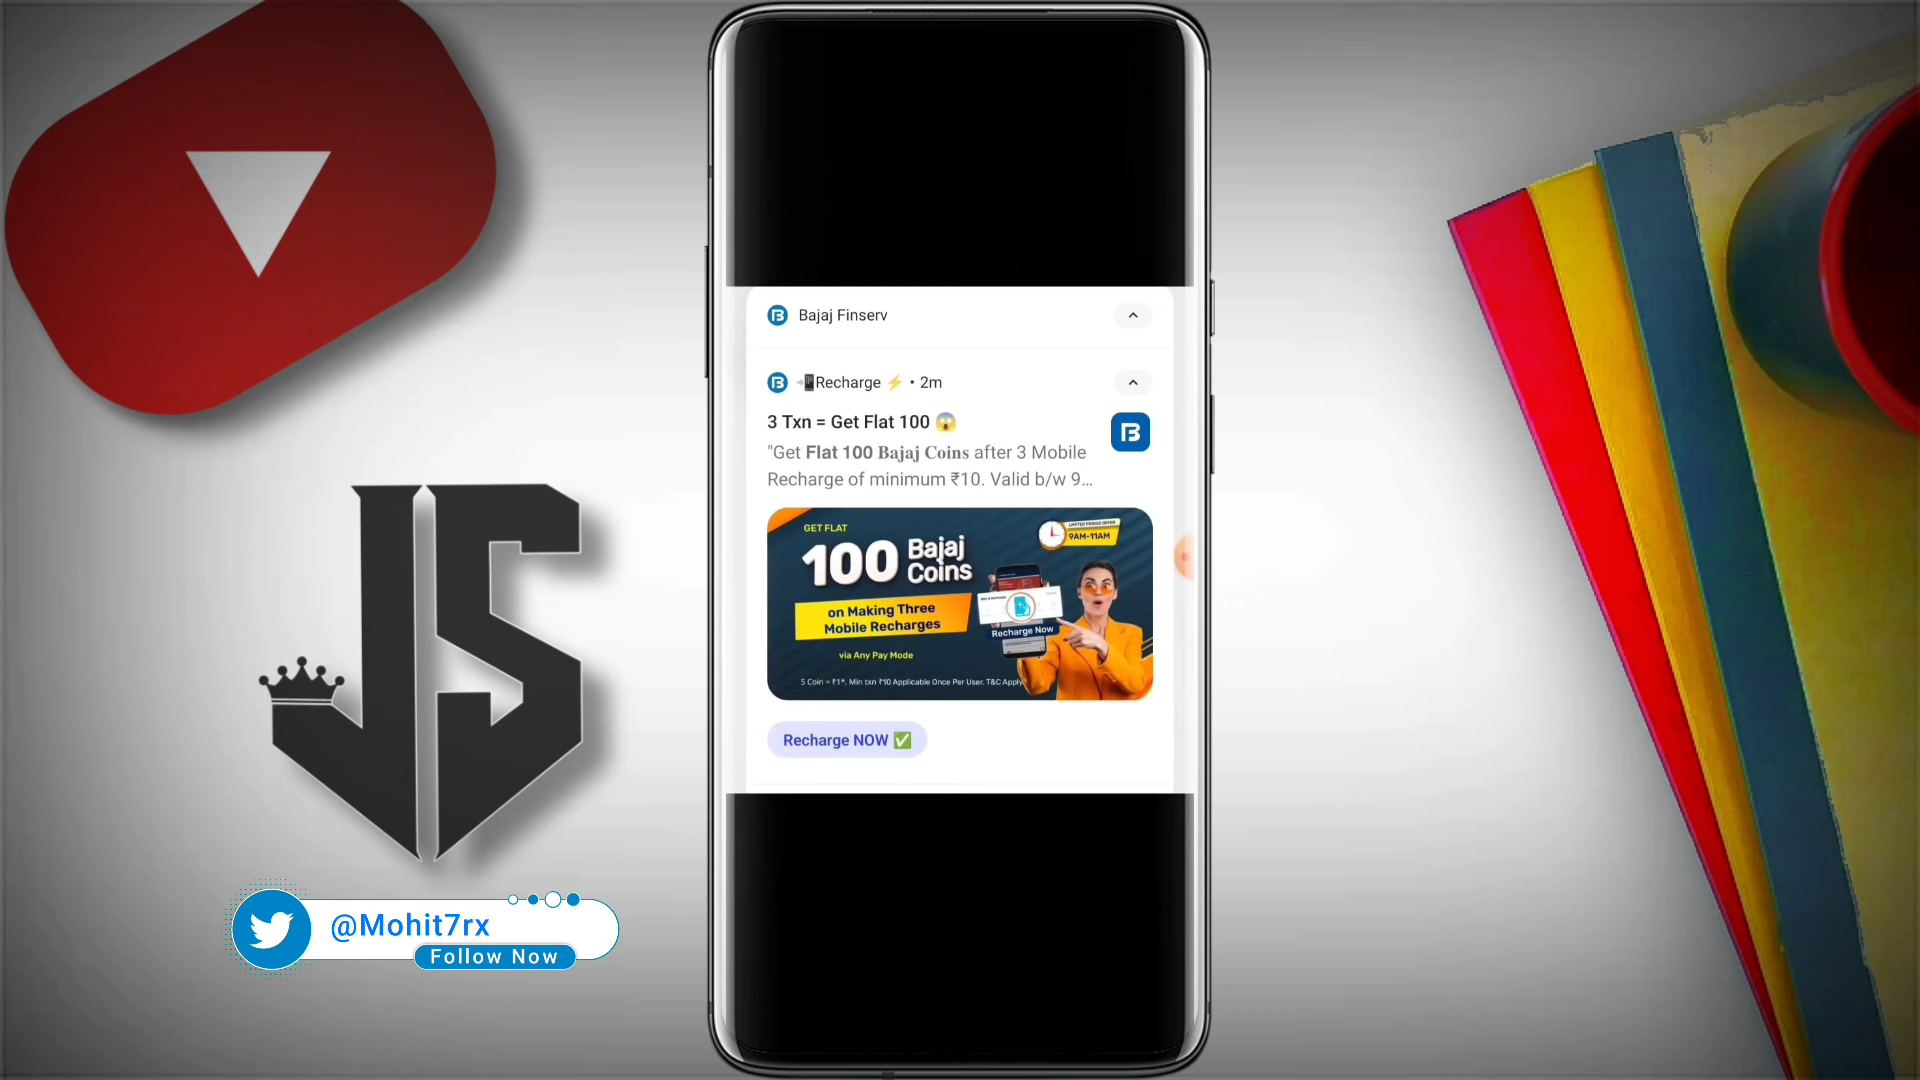 Bajaj Finserv
📲Recharge ⚡ • 2m
3 Txn = Get Flat 100 😱
"Get Flat 100 Bajaj Coins after 3 Mobile
Recharge of minimum ₹10. Valid b/w 9...
GET FLAT
100 Bajaj
Coins
LIMITED PERIOD OFFER
9AM-11AM
on Making Three
Mobile Recharges
Recharge Now
via Any Pay Mode
5 Coin = ₹1*. Min txn ₹10 Applicable Once Per User. T&C Apply
Recharge NOW ✅
JS
@Mohit7rx
Follow Now